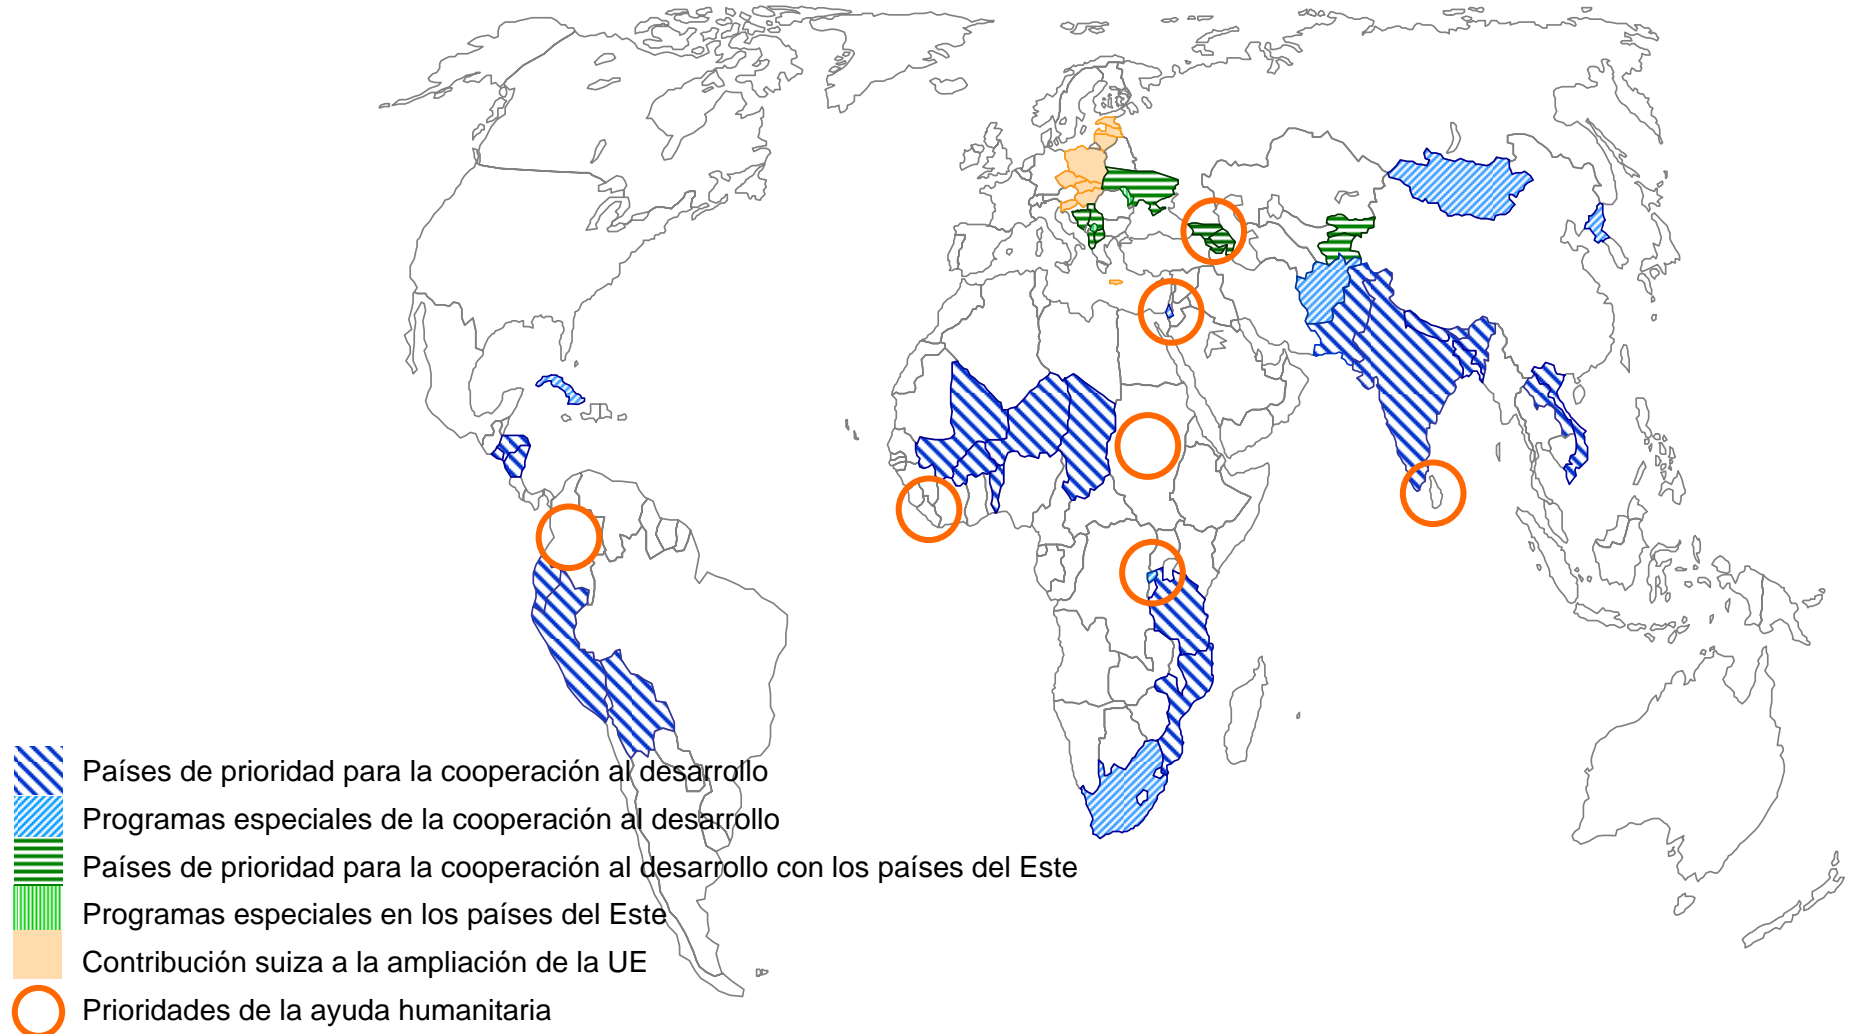 Países de prioridad para la cooperación al desarrollo
Programas especiales de la cooperación al desarrollo
Países de prioridad para la cooperación al desarrollo con los países del Este
Programas especiales en los países del Este
Contribución suiza a la ampliación de la UE
Prioridades de la ayuda humanitaria